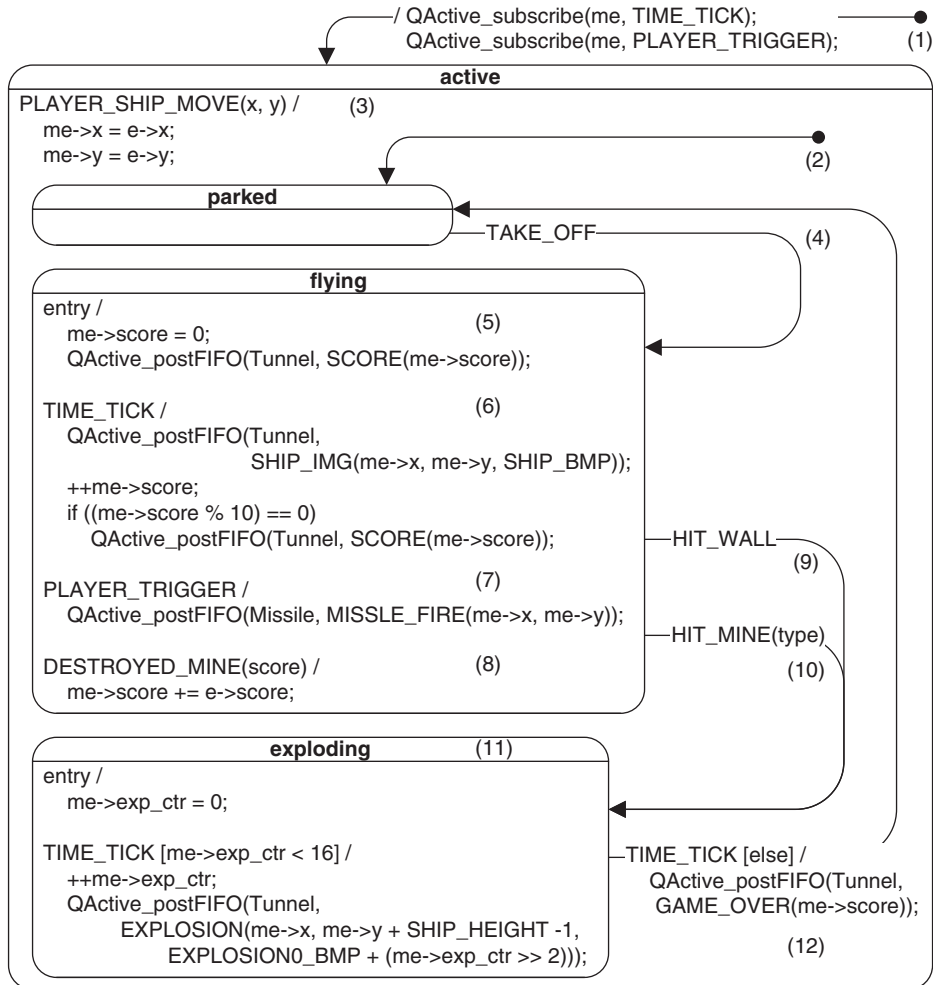 / QActive_subscribe(me, TIME_TICK);
QActive_subscribe(me, PLAYER_TRIGGER);
(1)
active
PLAYER_SHIP_MOVE(x, y) / (3)
me->x = e->x;
me->y = e->y;
(2)
parked
TAKE_OFF
(4)
flying
entry /
me->score = 0; (5)
QActive_postFIFO(Tunnel, SCORE(me->score));
TIME_TICK / (6)
QActive_postFIFO(Tunnel,
SHIP_IMG(me->x, me->y, SHIP_BMP));
++me->score;
if ((me->score % 10) == 0)
QActive_postFIFO(Tunnel, SCORE(me->score));
HIT_WALL
(9)
PLAYER_TRIGGER / (7)
QActive_postFIFO(Missile, MISSLE_FIRE(me->x, me->y));
HIT_MINE(type)
(10)
DESTROYED_MINE(score) / (8)
me->score += e->score;
exploding (11)
entry /
me->exp_ctr = 0;
TIME_TICK [me->exp_ctr < 16] /
++me->exp_ctr;
QActive_postFIFO(Tunnel,
EXPLOSION(me->x, me->y + SHIP_HEIGHT -1,
EXPLOSION0_BMP + (me->exp_ctr >> 2)));
TIME_TICK [else] /
QActive_postFIFO(Tunnel,
GAME_OVER(me->score));
(12)